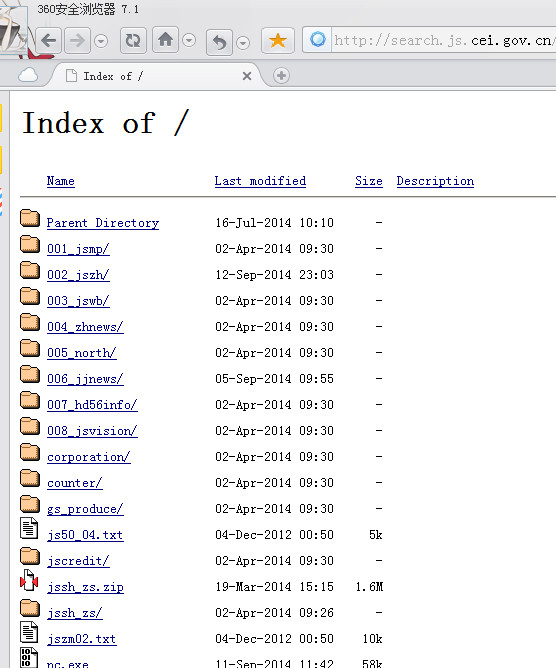 360安全浏览器 7.1
http://search.js.cei.gov.cn/
Index of /
Index of /
Name Last modified Size Description
Parent Directory 16-Jul-2014 10:10 -
001_jsmp/ 02-Apr-2014 09:30 -
002_jszh/ 12-Sep-2014 23:03 -
003_jswb/ 02-Apr-2014 09:30 -
004_zhnews/ 02-Apr-2014 09:30 -
005_north/ 02-Apr-2014 09:30 -
006_jjnews/ 05-Sep-2014 09:55 -
007_hd56info/ 02-Apr-2014 09:30 -
008_jsvision/ 02-Apr-2014 09:30 -
corporation/ 02-Apr-2014 09:30 -
counter/ 02-Apr-2014 09:30 -
gs_produce/ 02-Apr-2014 09:30 -
js50_04.txt 04-Dec-2012 00:50 5k
jscredit/ 02-Apr-2014 09:30 -
jssh_zs.zip 19-Mar-2014 15:15 1.6M
jssh_zs/ 02-Apr-2014 09:26 -
jszm02.txt 04-Dec-2012 00:50 10k
nc.exe 11-Sep-2014 11:42 58k